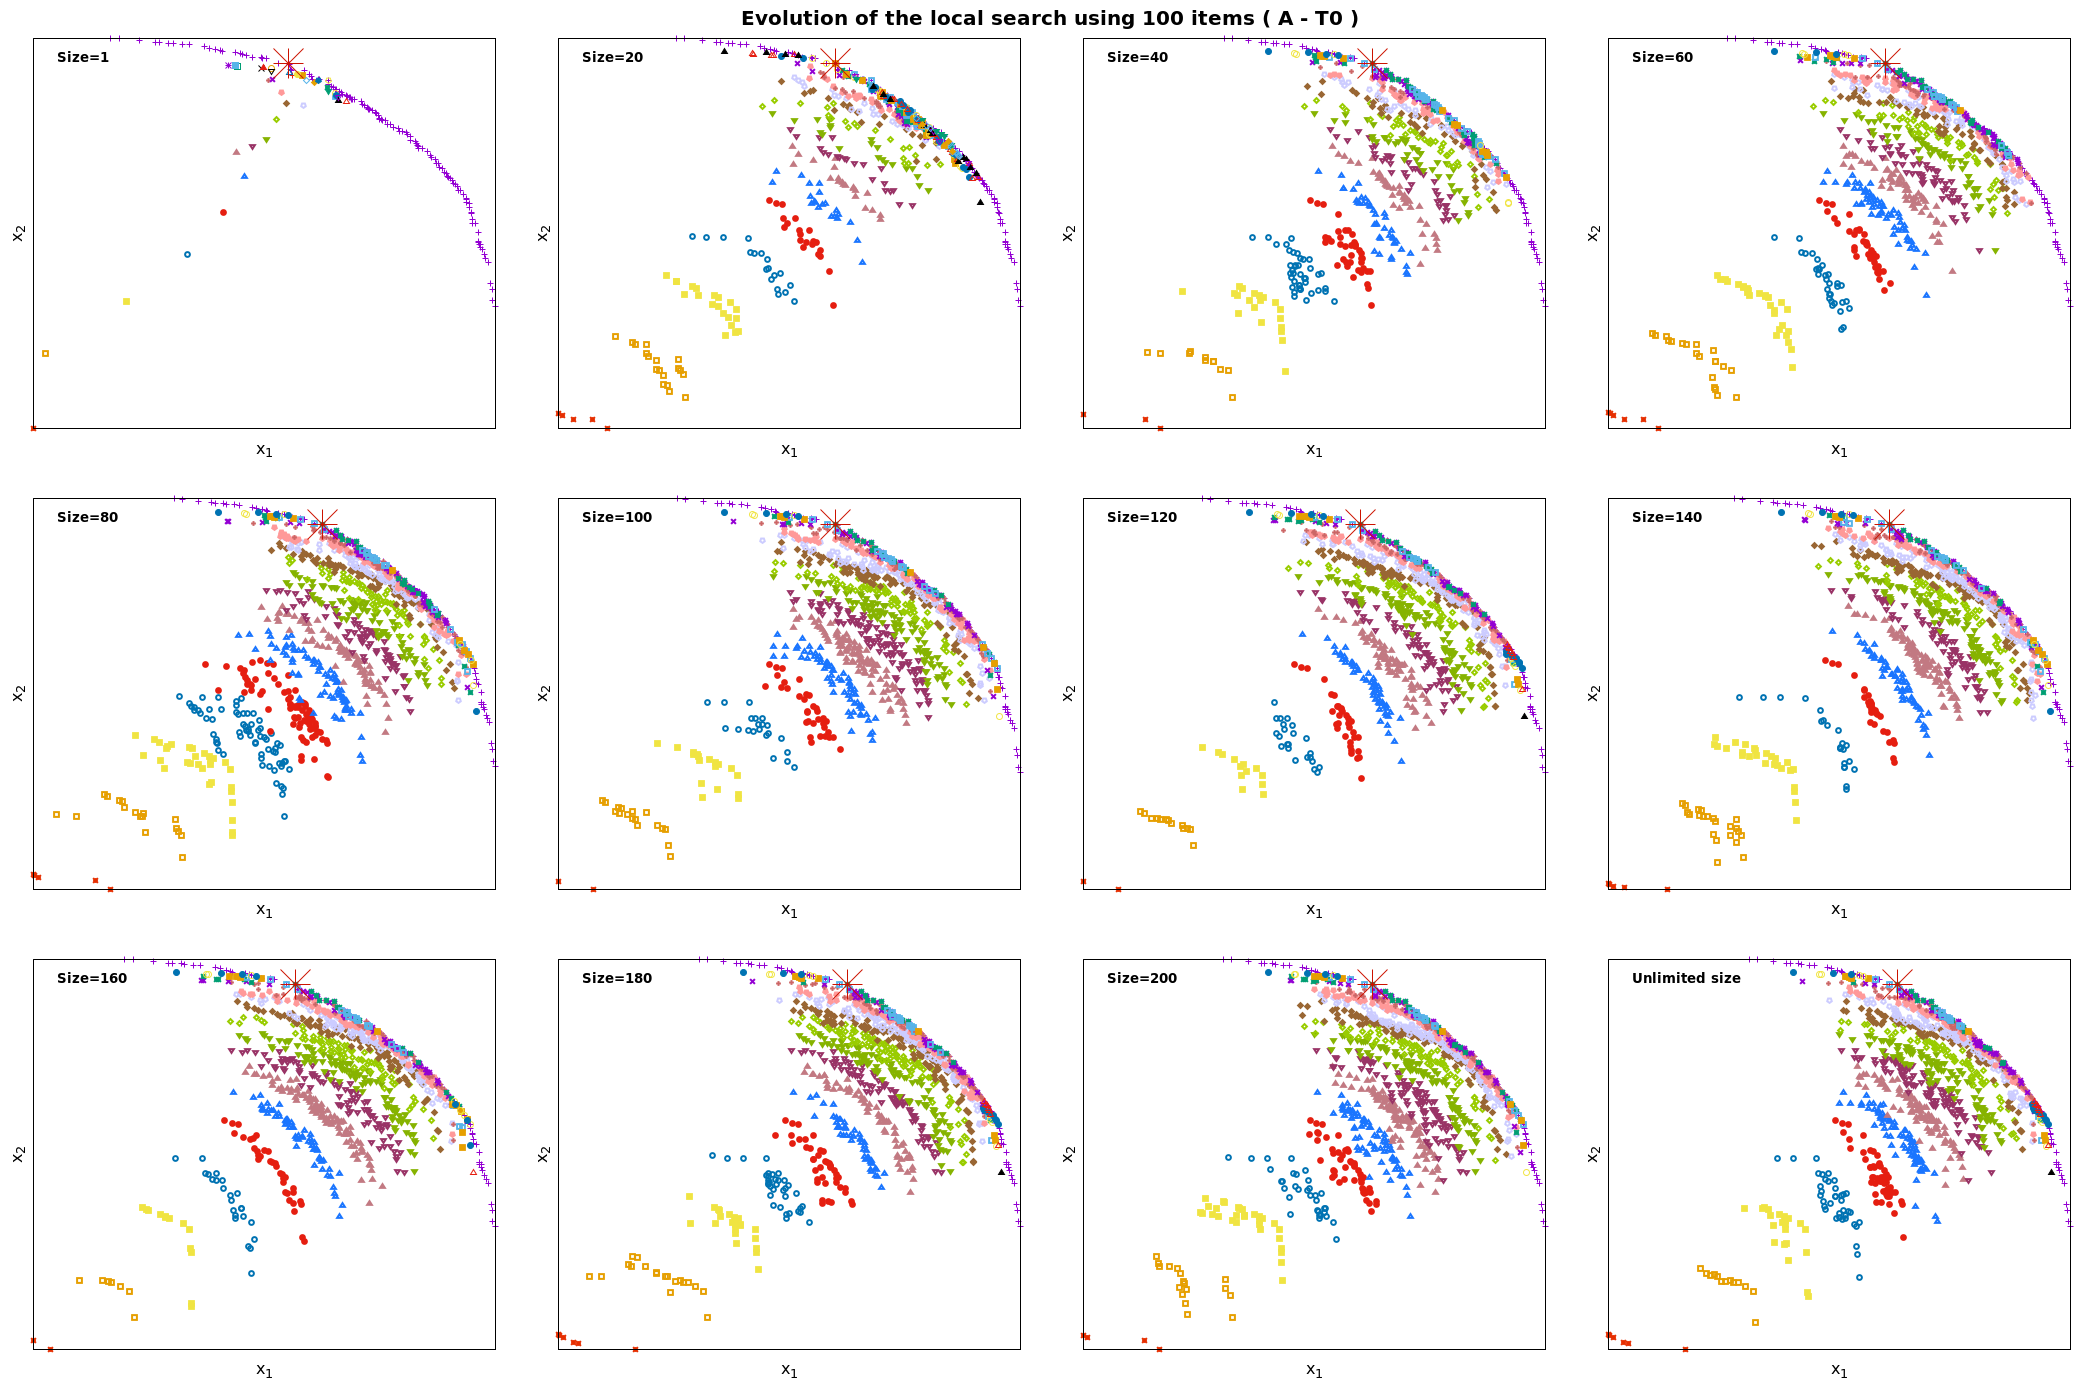 Evolution of the local search using 100 items ( A - T0 )
Size=1
Size=20
Size=40
Size=60
x2
x2
x2
x2
x1
x1
x1
x1
Size=80
Size=100
Size=120
Size=140
x2
x2
x2
x2
x1
x1
x1
x1
Size=160
Size=180
Size=200
Unlimited size
x2
x2
x2
x2
x1
x1
x1
x1